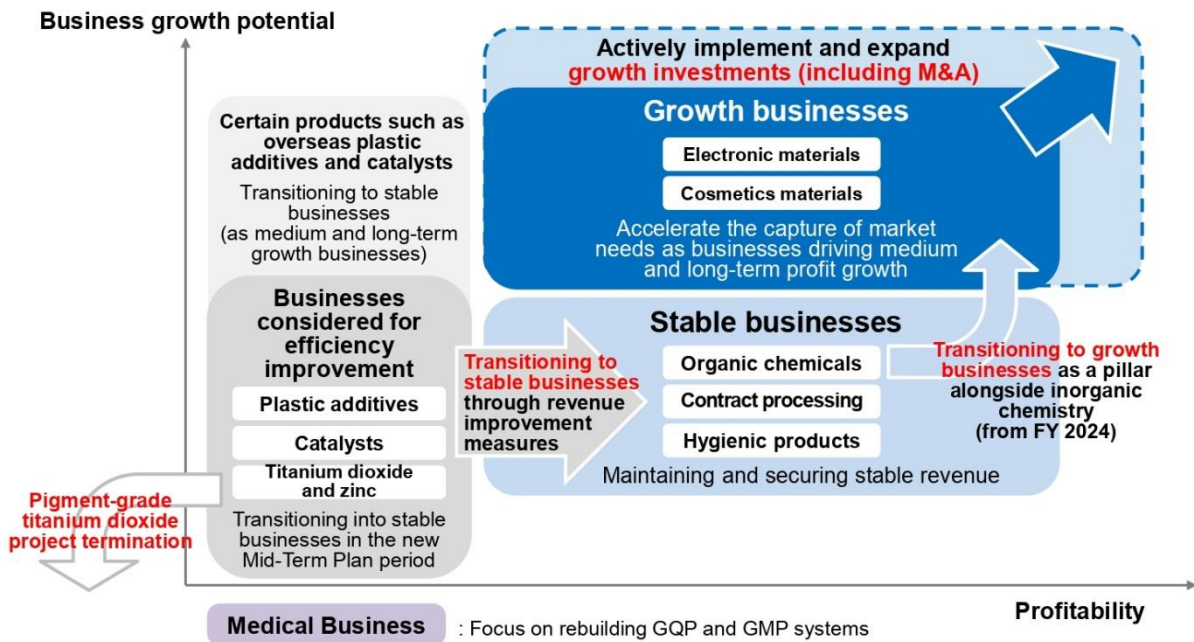 Business growth potential
Actively implement and expand
growth investments (including M&A)
Growth businesses
Electronic materials
Cosmetics materials
Accelerate the capture of market
needs as businesses driving medium
and long-term profit growth
Certain products such as
overseas plastic
additives and catalysts
Transitioning to stable
businesses
(as medium and long-term
growth businesses)
Businesses
considered for
efficiency
improvement
Plastic additives
Catalysts
Titanium dioxide
and zinc
Transitioning into stable
businesses in the new
Mid-Term Plan period
Pigment-grade
titanium dioxide
project termination
Transitioning to
stable businesses
through revenue
improvement
measures
Stable businesses
Organic chemicals
Contract processing
Hygienic products
Maintaining and securing stable revenue
Transitioning to growth
businesses as a pillar
alongside inorganic
chemistry
(from FY 2024)
Profitability
Medical Business : Focus on rebuilding GQP and GMP systems